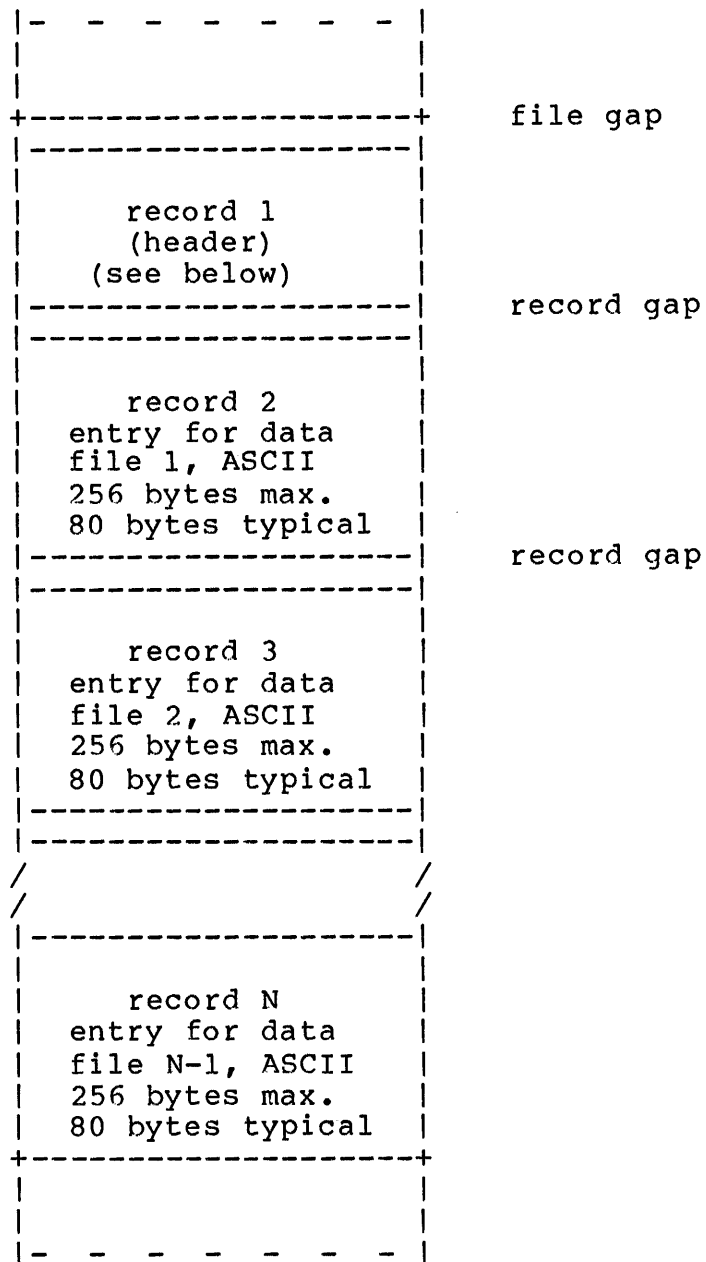 file gap
record 1
(header)
(see below)
record gap
record 2
entry for data
file 1, ASCII
256 bytes max.
80 bytes typical
record gap
record 3
entry for data
file 2, ASCII
256 bytes max.
80 bytes typical
record N
entry for data
file N-1, ASCII
256 bytes max.
80 bytes typical